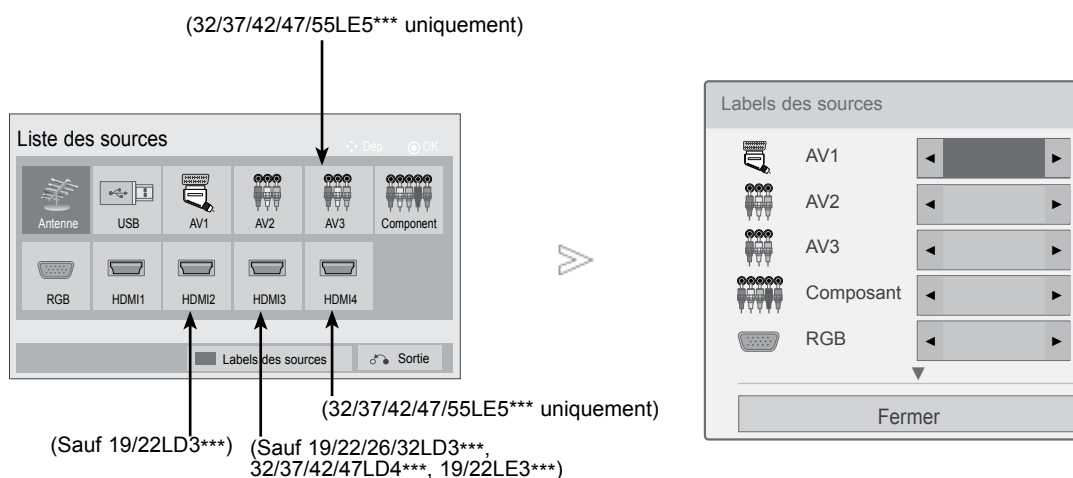 (32/37/42/47/55LE5*** uniquement)
Liste des sources
Dép. OK
Antenne USB AV1 AV2 AV3 Component
RGB HDMI1 HDMI2 HDMI3 HDMI4
Labels des sources Sortie
(32/37/42/47/55LE5*** uniquement)
(Sauf 19/22LD3***)
(Sauf 19/22/26/32LD3***,
32/37/42/47LD4***, 19/22LE3***)
Labels des sources
AV1
AV2
AV3
Composant
RGB
Fermer